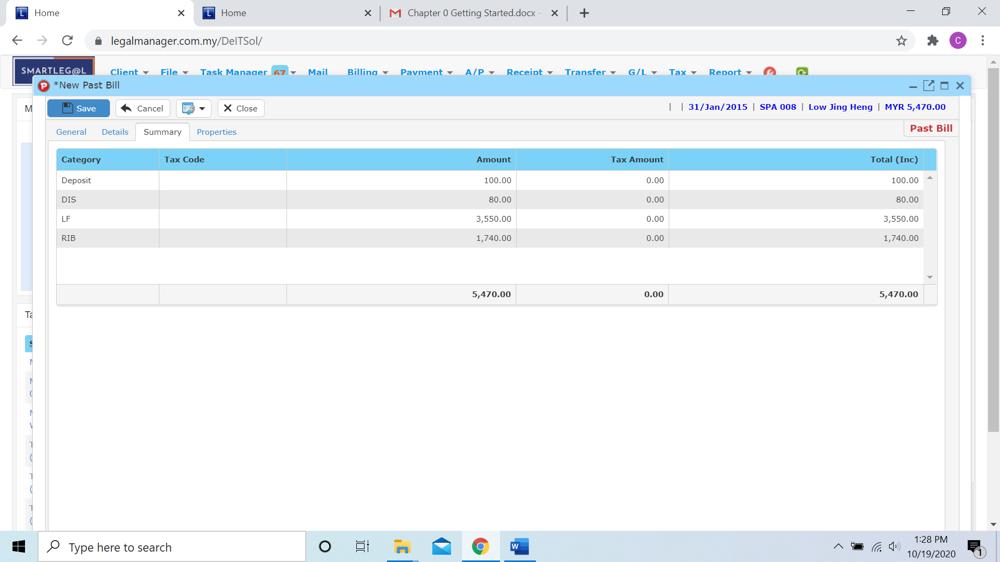 Home
Home
Chapter 0 Getting Started.docx -
legalmanager.com.my/DeITSol/
C
SMARTLEG@L
Client File Task Manager 67 Mail Billing Payment A/P Receipt Transfer G/L Tax Report
*New Past Bill
Save Cancel Close
| | 31/Jan/2015 | SPA 008 | Low Jing Heng | MYR 5,470.00
General Details Summary Properties
Past Bill
Category Tax Code Amount Tax Amount Total (Inc)
Deposit 100.00 0.00 100.00
DIS 80.00 0.00 80.00
LF 3,550.00 0.00 3,550.00
RIB 1,740.00 0.00 1,740.00
5,470.00 0.00 5,470.00
Type here to search
1:28 PM
10/19/2020
1